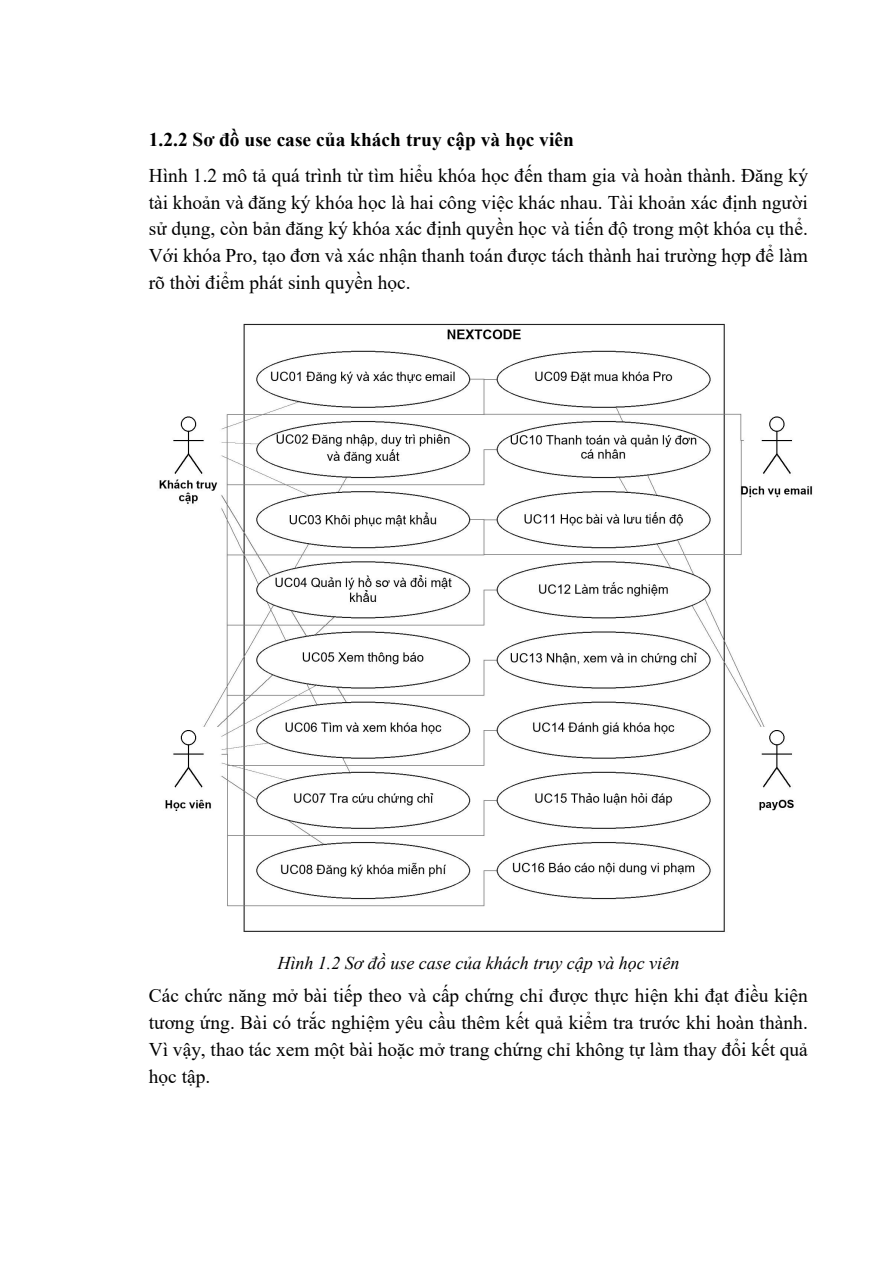 1.2.2 Sơ đồ use case của khách truy cập và học viên
Hình 1.2 mô tả quá trình từ tìm hiểu khóa học đến tham gia và hoàn thành. Đăng ký
tài khoản và đăng ký khóa học là hai công việc khác nhau. Tài khoản xác định người
sử dụng, còn bản đăng ký khóa xác định quyền học và tiến độ trong một khóa cụ thể.
Với khóa Pro, tạo đơn và xác nhận thanh toán được tách thành hai trường hợp để làm
rõ thời điểm phát sinh quyền học.
NEXTCODE
UC01 Đăng ký và xác thực email
UC09 Đặt mua khóa Pro
UC02 Đăng nhập, duy trì phiên
và đăng xuất
UC10 Thanh toán và quản lý đơn
cá nhân
Khách truy
cập
Dịch vụ email
UC03 Khôi phục mật khẩu
UC11 Học bài và lưu tiến độ
UC04 Quản lý hồ sơ và đổi mật
khẩu
UC12 Làm trắc nghiệm
UC05 Xem thông báo
UC13 Nhận, xem và in chứng chỉ
UC06 Tìm và xem khóa học
UC14 Đánh giá khóa học
Học viên
payOS
UC07 Tra cứu chứng chỉ
UC15 Thảo luận hỏi đáp
UC08 Đăng ký khóa miễn phí
UC16 Báo cáo nội dung vi phạm
Hình 1.2 Sơ đồ use case của khách truy cập và học viên
Các chức năng mở bài tiếp theo và cấp chứng chỉ được thực hiện khi đạt điều kiện
tương ứng. Bài có trắc nghiệm yêu cầu thêm kết quả kiểm tra trước khi hoàn thành.
Vì vậy, thao tác xem một bài hoặc mở trang chứng chỉ không tự làm thay đổi kết quả
học tập.